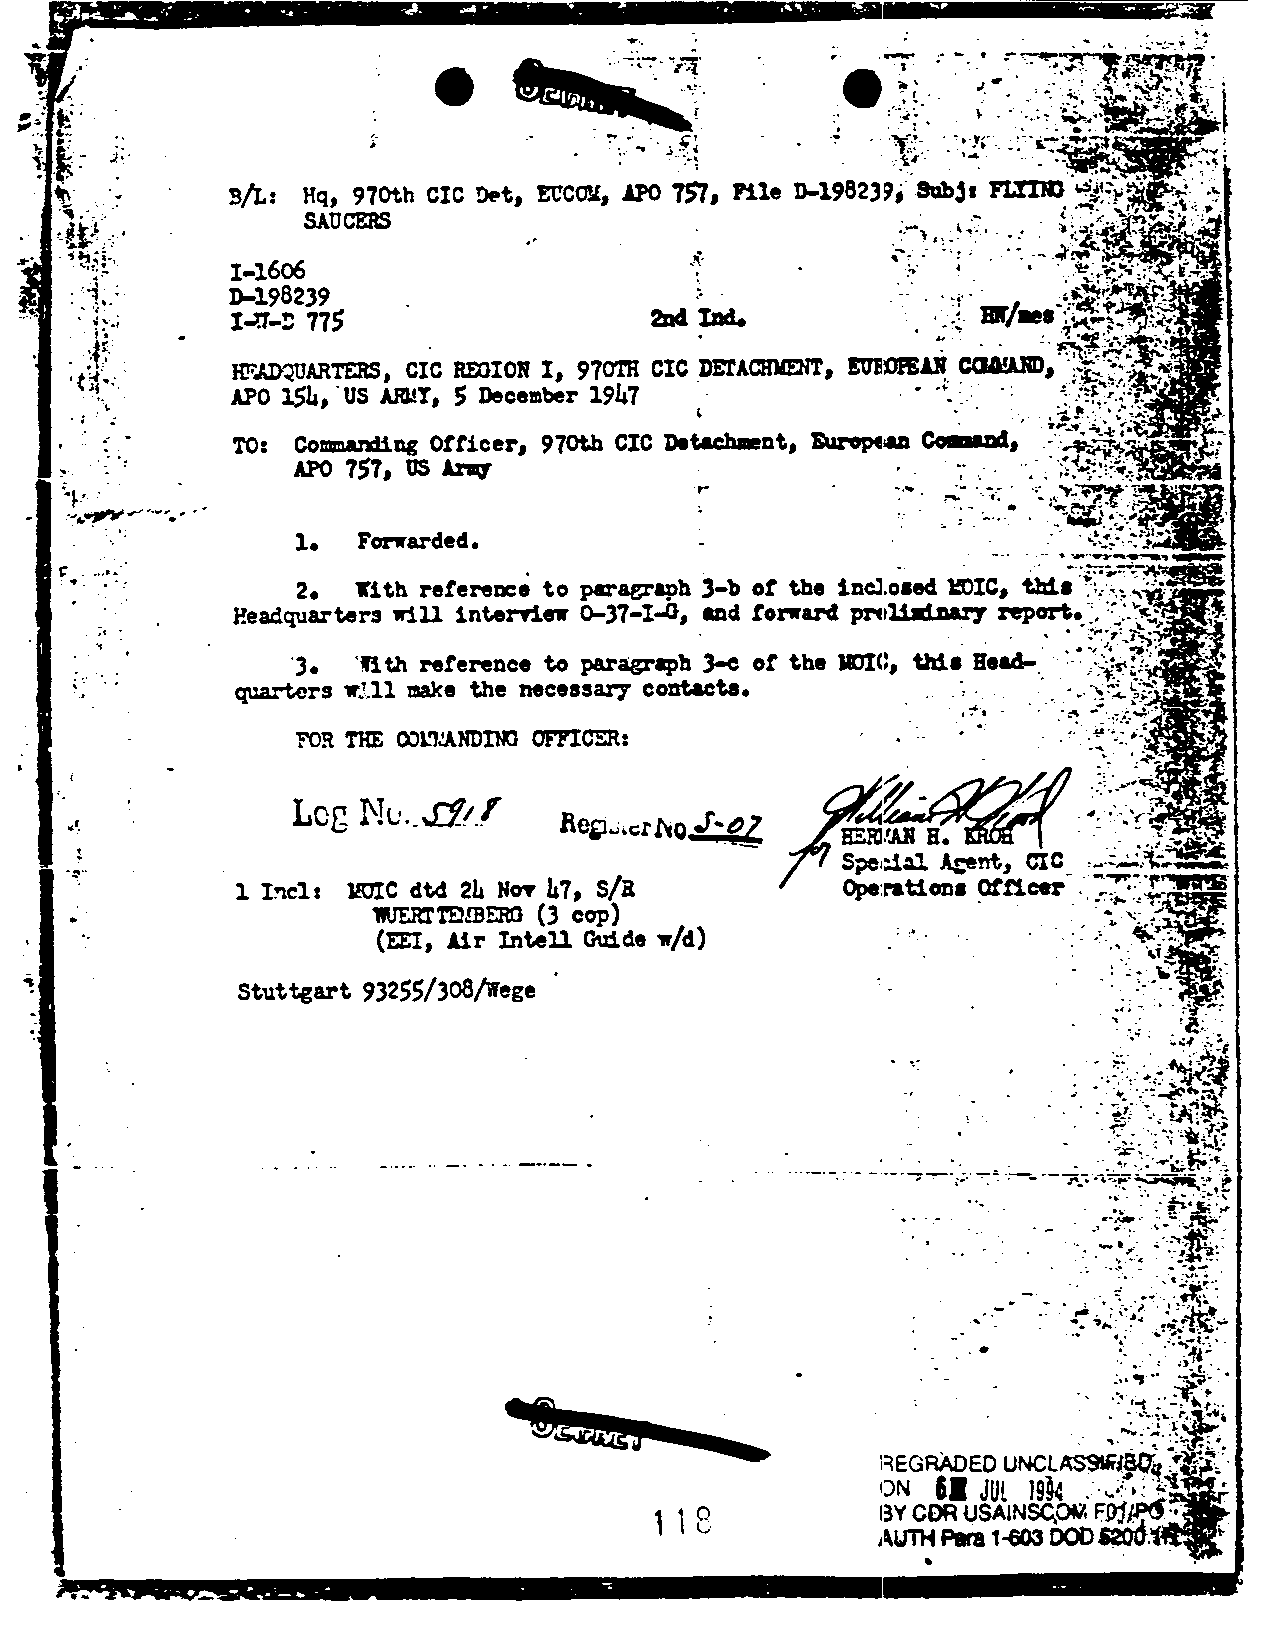 B/L: Hq, 970th CIC Det, EUCOM, APO 757, File D-198239, Subj: FLYING
SAUCERS
I-1606
D-198239
775
2nd Ind.
HW/mes
HEADQUARTERS, CIC REGION I, 970TH CIC DETACHMENT, EUROPEAN COMMAND,
APO 154, US ARMY, 5 December 1947
TO: Commanding Officer, 970th CIC Detachment, European Command,
APO 757, US Army
1. Forwarded.
2. With reference to paragraph 3-b of the inclosed MOIC, this
Headquarters will interview O-37-I-G, and forward preliminary report.
3. With reference to paragraph 3-c of the MOIC, this Head-
quarters will make the necessary contacts.
FOR THE COMMANDING OFFICER:
Log No. 5918
Register No S-07
for
HERMAN H. KROH
Special Agent, CIC
Operations Officer
1 Incl: MOIC dtd 24 Nov 47, S/R
WUERTTEMBERG (3 cop)
(EEI, Air Intell Guide w/d)
Stuttgart 93255/308/Wege
118
REGRADED UNCLASSIFIED
ON 6 JUL 1994
BY CDR USAINSCOM FOI/PO
AUTH Para 1-603 DOD 5200.1R